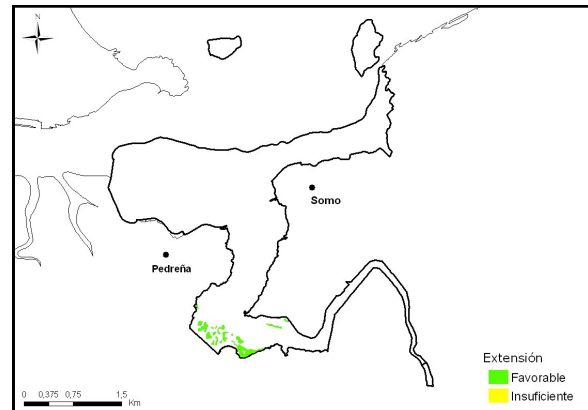 N
Somo
Pedreña
Extensión
Favorable
Insuficiente
0 0,375 0,75 1,5
Km